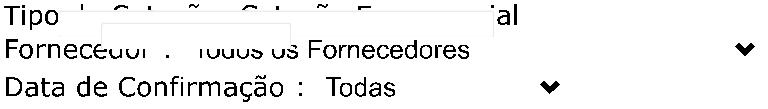 Tipo
Fornecedor : Todos os Fornecedores
Data de Confirmação : Todas